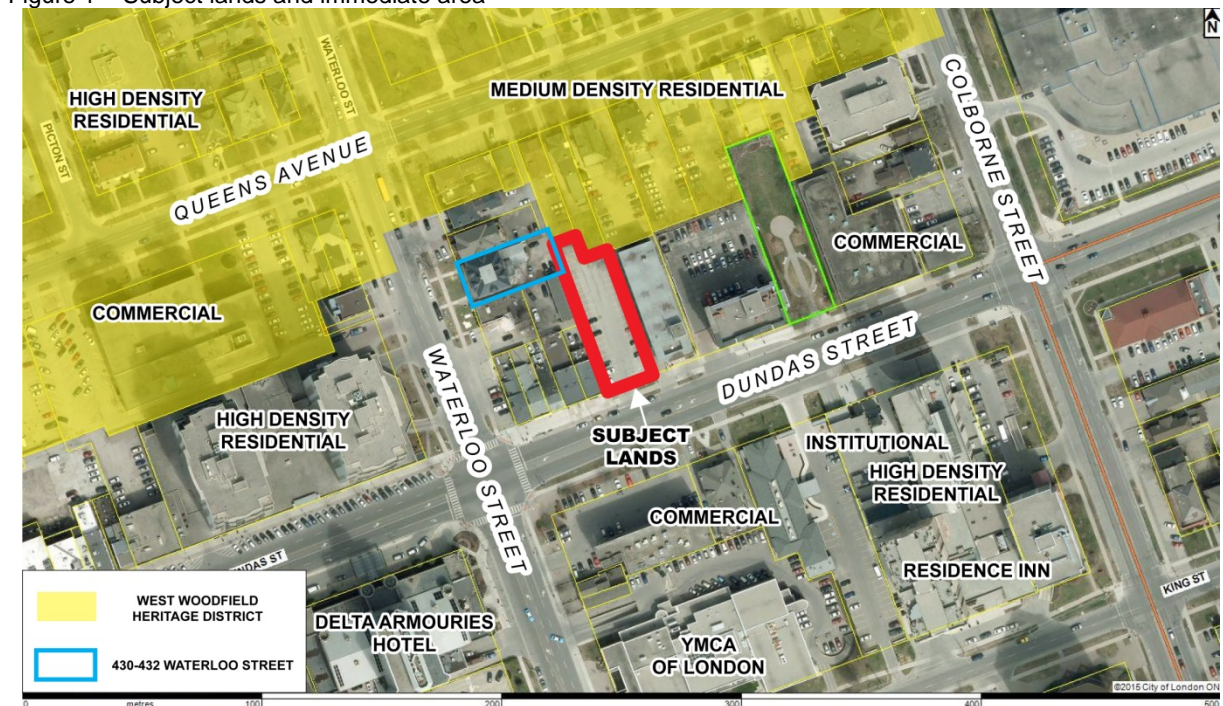 Figure 1 – Subject lands and immediate area
N
HIGH DENSITY
RESIDENTIAL
WATERLOO ST
MEDIUM DENSITY RESIDENTIAL
COLBORNE STREET
PICTON ST
QUEENS AVENUE
COMMERCIAL
COMMERCIAL
WATERLOO STREET
DUNDAS STREET
HIGH DENSITY
RESIDENTIAL
SUBJECT
LANDS
INSTITUTIONAL
HIGH DENSITY
RESIDENTIAL
COMMERCIAL
DUNDAS ST
RESIDENCE INN
KING ST
WEST WOODFIELD
HERITAGE DISTRICT
430-432 WATERLOO STREET
DELTA ARMOURIES
HOTEL
YMCA
OF LONDON
©2015 City of London ON
0 metres 100 200 300 400 500